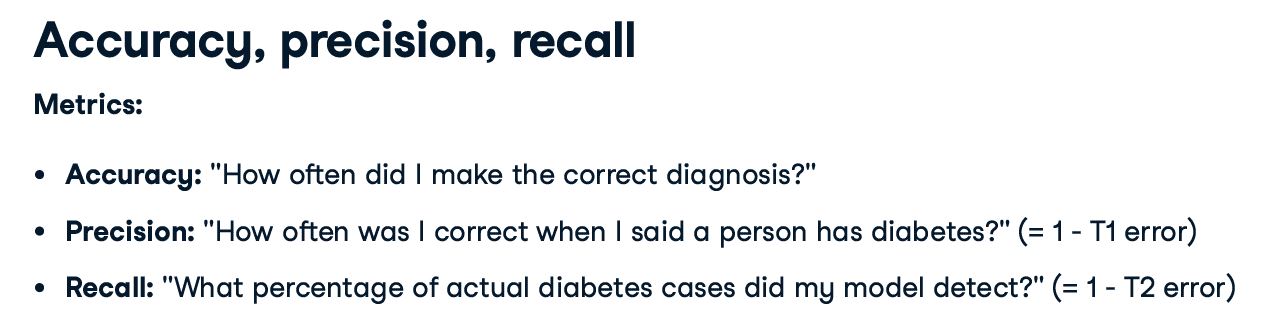 Accuracy, precision, recall
Metrics:
• Accuracy: "How often did I make the correct diagnosis?"
• Precision: "How often was I correct when I said a person has diabetes?" (= 1 - T1 error)
• Recall: "What percentage of actual diabetes cases did my model detect?" (= 1 - T2 error)